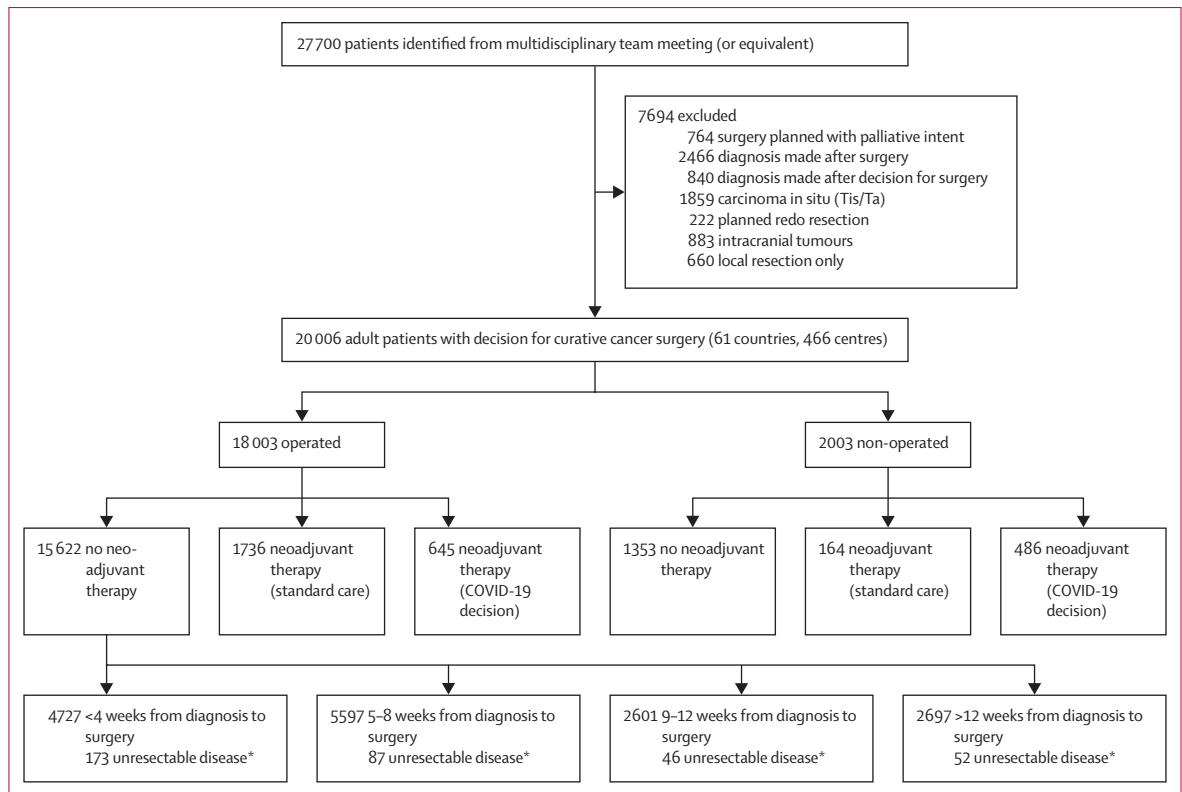 27 700 patients identified from multidisciplinary team meeting (or equivalent)
7694 excluded
764 surgery planned with palliative intent
2466 diagnosis made after surgery
840 diagnosis made after decision for surgery
1859 carcinoma in situ (Tis/Ta)
222 planned redo resection
883 intracranial tumours
660 local resection only
20 006 adult patients with decision for curative cancer surgery (61 countries, 466 centres)
18 003 operated
2003 non-operated
15 622 no neo-
adjuvant
therapy
1736 neoadjuvant
therapy
(standard care)
645 neoadjuvant
therapy
(COVID-19
decision)
1353 no neoadjuvant
therapy
164 neoadjuvant
therapy
(standard care)
486 neoadjuvant
therapy
(COVID-19
decision)
4727 <4 weeks from diagnosis to
surgery
173 unresectable disease*
5597 5–8 weeks from diagnosis to
surgery
87 unresectable disease*
2601 9–12 weeks from diagnosis to
surgery
46 unresectable disease*
2697 >12 weeks from diagnosis to
surgery
52 unresectable disease*